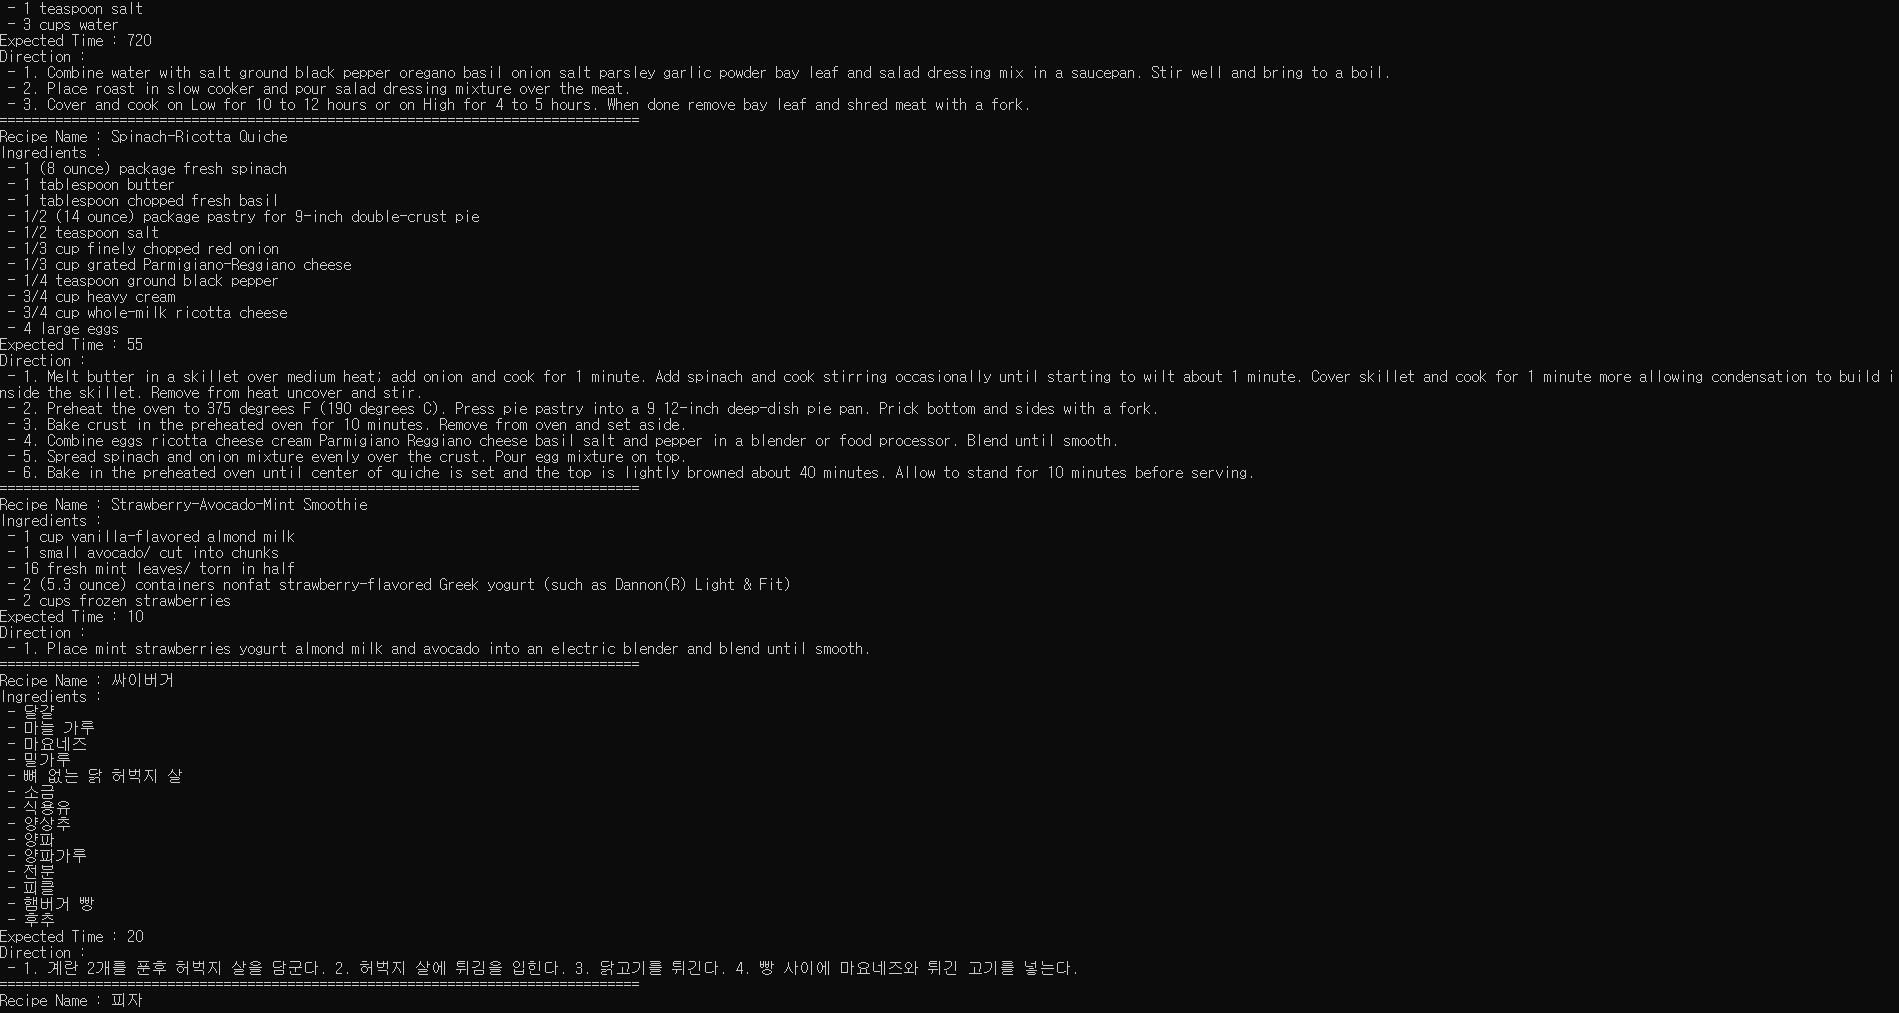 - 1 teaspoon salt
- 3 cups water
Expected Time : 720
Direction :
- 1. Combine water with salt ground black pepper oregano basil onion salt parsley garlic powder bay leaf and salad dressing mix in a saucepan. Stir well and bring to a boil.
- 2. Place roast in slow cooker and pour salad dressing mixture over the meat.
- 3. Cover and cook on Low for 10 to 12 hours or on High for 4 to 5 hours. When done remove bay leaf and shred meat with a fork.
================================================================================
Recipe Name : Spinach-Ricotta Quiche
Ingredients :
- 1 (8 ounce) package fresh spinach
- 1 tablespoon butter
- 1 tablespoon chopped fresh basil
- 1/2 (14 ounce) package pastry for 9-inch double-crust pie
- 1/2 teaspoon salt
- 1/3 cup finely chopped red onion
- 1/3 cup grated Parmigiano-Reggiano cheese
- 1/4 teaspoon ground black pepper
- 3/4 cup heavy cream
- 3/4 cup whole-milk ricotta cheese
- 4 large eggs
Expected Time : 55
Direction :
- 1. Melt butter in a skillet over medium heat; add onion and cook for 1 minute. Add spinach and cook stirring occasionally until starting to wilt about 1 minute. Cover skillet and cook for 1 minute more allowing condensation to build i
nside the skillet. Remove from heat uncover and stir.
- 2. Preheat the oven to 375 degrees F (190 degrees C). Press pie pastry into a 9 12-inch deep-dish pie pan. Prick bottom and sides with a fork.
- 3. Bake crust in the preheated oven for 10 minutes. Remove from oven and set aside.
- 4. Combine eggs ricotta cheese cream Parmigiano Reggiano cheese basil salt and pepper in a blender or food processor. Blend until smooth.
- 5. Spread spinach and onion mixture evenly over the crust. Pour egg mixture on top.
- 6. Bake in the preheated oven until center of quiche is set and the top is lightly browned about 40 minutes. Allow to stand for 10 minutes before serving.
================================================================================
Recipe Name : Strawberry-Avocado-Mint Smoothie
Ingredients :
- 1 cup vanilla-flavored almond milk
- 1 small avocado/ cut into chunks
- 16 fresh mint leaves/ torn in half
- 2 (5.3 ounce) containers nonfat strawberry-flavored Greek yogurt (such as Dannon(R) Light & Fit)
- 2 cups frozen strawberries
Expected Time : 10
Direction :
- 1. Place mint strawberries yogurt almond milk and avocado into an electric blender and blend until smooth.
================================================================================
Recipe Name : 싸이버거
Ingredients :
- 달걀
- 마늘 가루
- 마요네즈
- 밀가루
- 뼈 없는 닭 허벅지 살
- 소금
- 식용유
- 양상추
- 양파
- 양파가루
- 전분
- 피클
- 햄버거 빵
- 후추
Expected Time : 20
Direction :
- 1. 계란 2개를 푼후 허벅지 살을 담군다. 2. 허벅지 살에 튀김을 입힌다. 3. 닭고기를 튀긴다. 4. 빵 사이에 마요네즈와 튀긴 고기를 넣는다.
================================================================================
Recipe Name : 피자